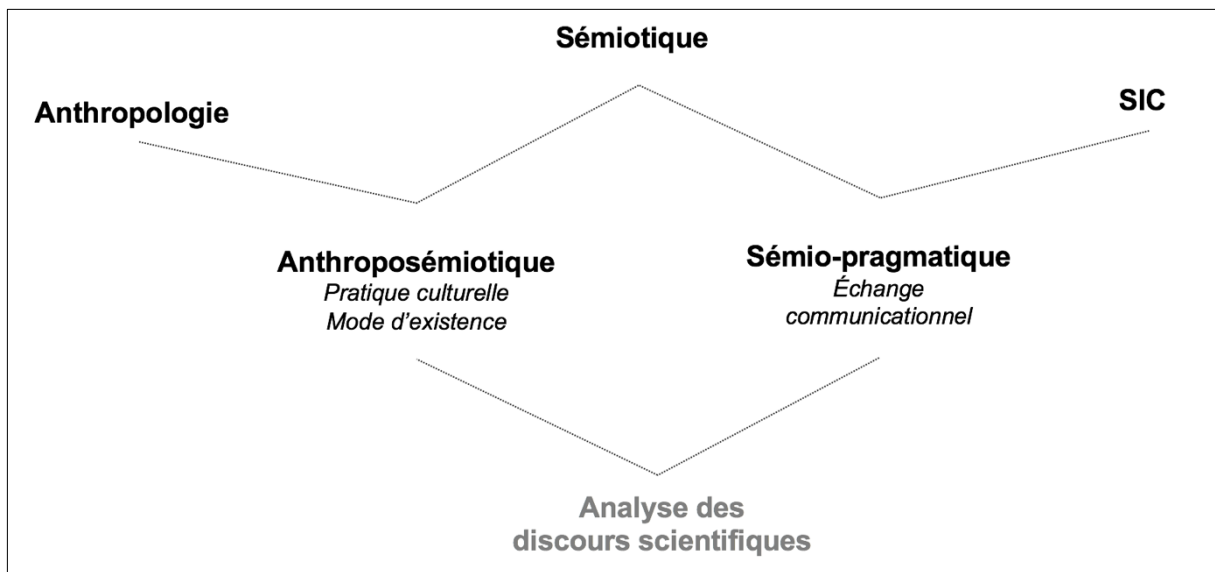 Sémiotique
Anthropologie
SIC
Anthroposémiotique
Pratique culturelle
Mode d'existence
Sémio-pragmatique
Échange
communicationnel
Analyse des
discours scientifiques